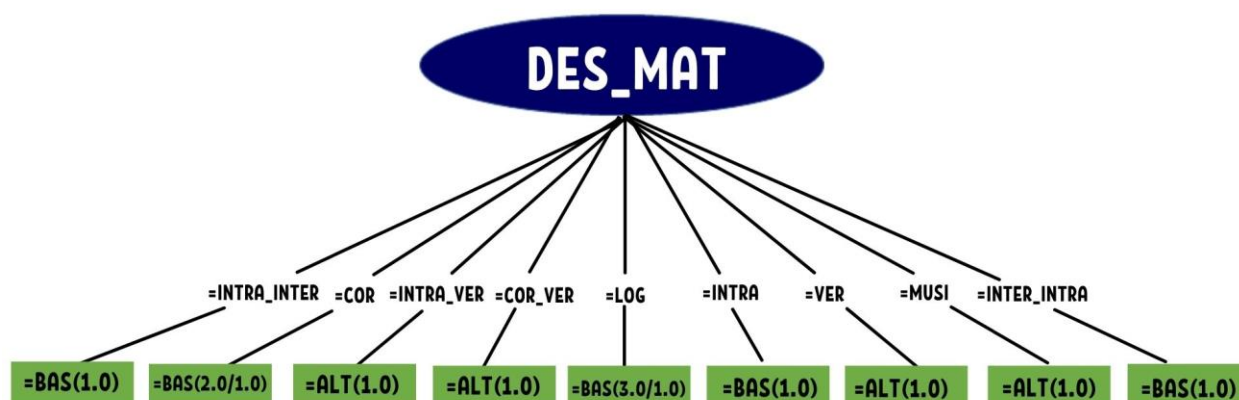 DES_MAT
=INTRA_INTER =COR =INTRA_VER =COR_VER =LOG =INTRA =VER =MUSI =INTER_INTRA
=BAS(1.0) =BAS(2.0/1.0) =ALT(1.0) =ALT(1.0) =BAS(3.0/1.0) =BAS(1.0) =ALT(1.0) =ALT(1.0) =BAS(1.0)